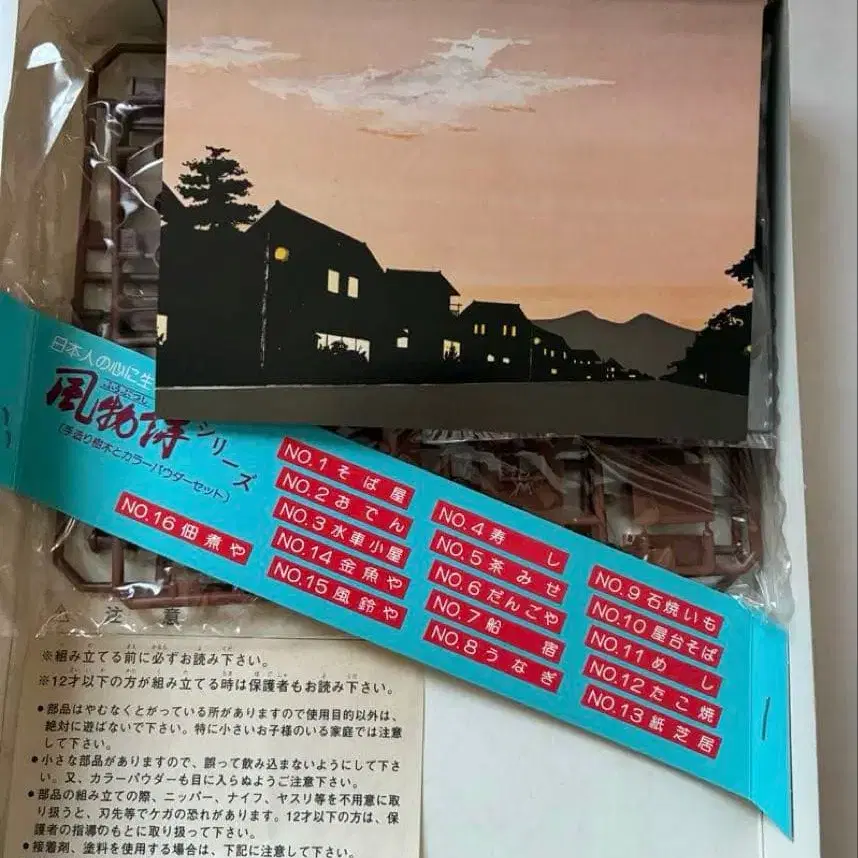 日本人の心に生
ふうぶつし
風物詩シリーズ
(手造り樹木とカラーパウダーセット)
NO.1 そば屋
NO.2 おでん
NO.3 水車小屋
NO.14 金魚や
NO.15 風鈴や
NO.16 佃煮や
NO.4 寿し
NO.5 茶みせ
NO.6 だんごや
NO.7 船宿
NO.8 うなぎ
NO.9 石焼いも
NO.10 屋台そば
NO.11 めし
NO.12 たこ焼
NO.13 紙芝居
⚠ 注意
※組み立てる前に必ずお読み下さい。
※12才以下の方が組み立てる時は保護者もお読み下さい。
●部品はやむなくとがっている所がありますので使用目的以外は、
絶対に遊ばないで下さい。特に小さいお子様のいる家庭では注意
して下さい。
●小さな部品がありますので、誤って飲み込まないようにして下さ
い。又、カラーパウダーも目に入らぬようご注意下さい。
●部品の組み立ての際、ニッパー、ナイフ、ヤスリ等を不用意に取
り扱うと、刃先等でケガの恐れがあります。12才以下の方は、保
護者の指導のもとに取り扱って下さい。
●接着剤、塗料を使用する場合は、下記に注意して下さい。